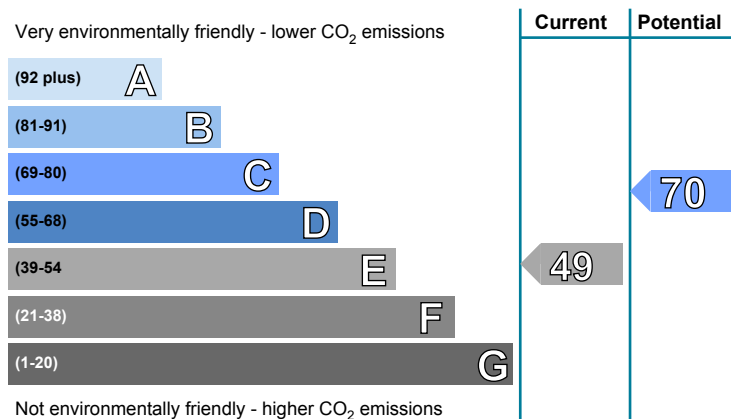 Current Potential
Very environmentally friendly - lower CO₂ emissions
(92 plus) A
(81-91) B
(69-80) C
70
(55-68) D
(39-54 E
49
(21-38) F
(1-20) G
Not environmentally friendly - higher CO₂ emissions